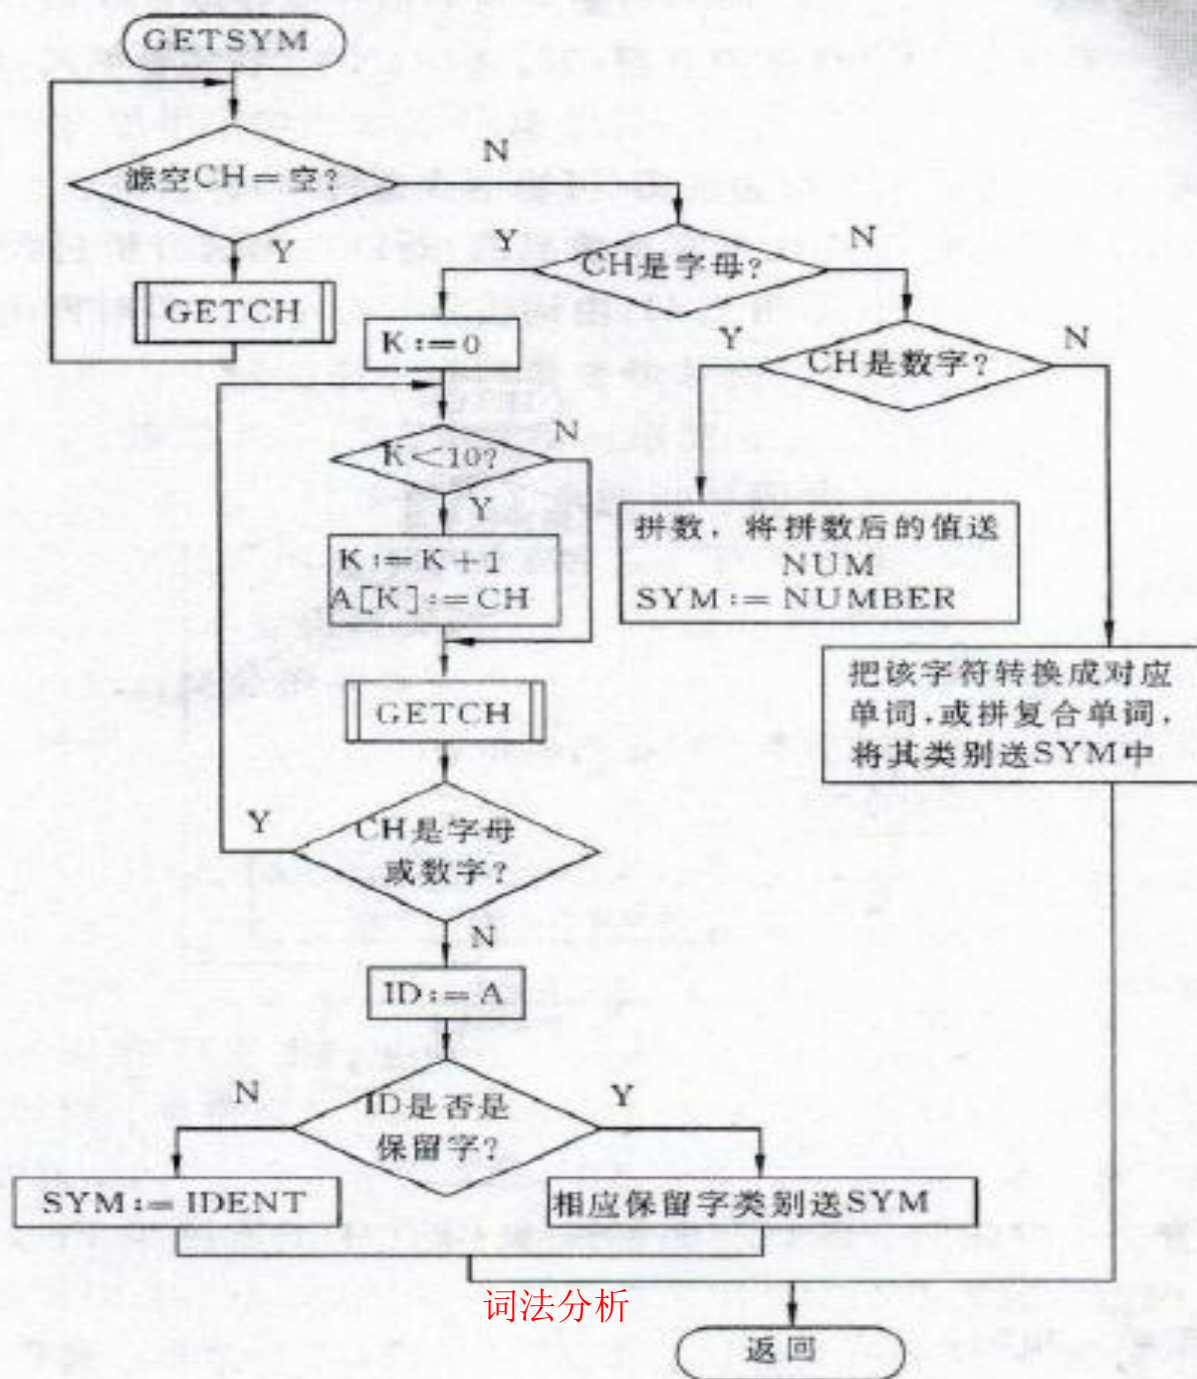 GETSYM
滤空CH=空?
N
Y
GETCH
CH是字母?
Y
N
K:=0
CH是数字?
Y
N
K<10?
N
Y
K:=K+1
A[K]:=CH
拼数，将拼数后的值送
NUM
SYM:=NUMBER
把该字符转换成对应
单词,或拼复合单词,
将其类别送SYM中
GETCH
CH是字母
或数字?
Y
N
ID:=A
ID是否是
保留字?
N
Y
SYM:=IDENT
相应保留字类别送SYM
词法分析
返回